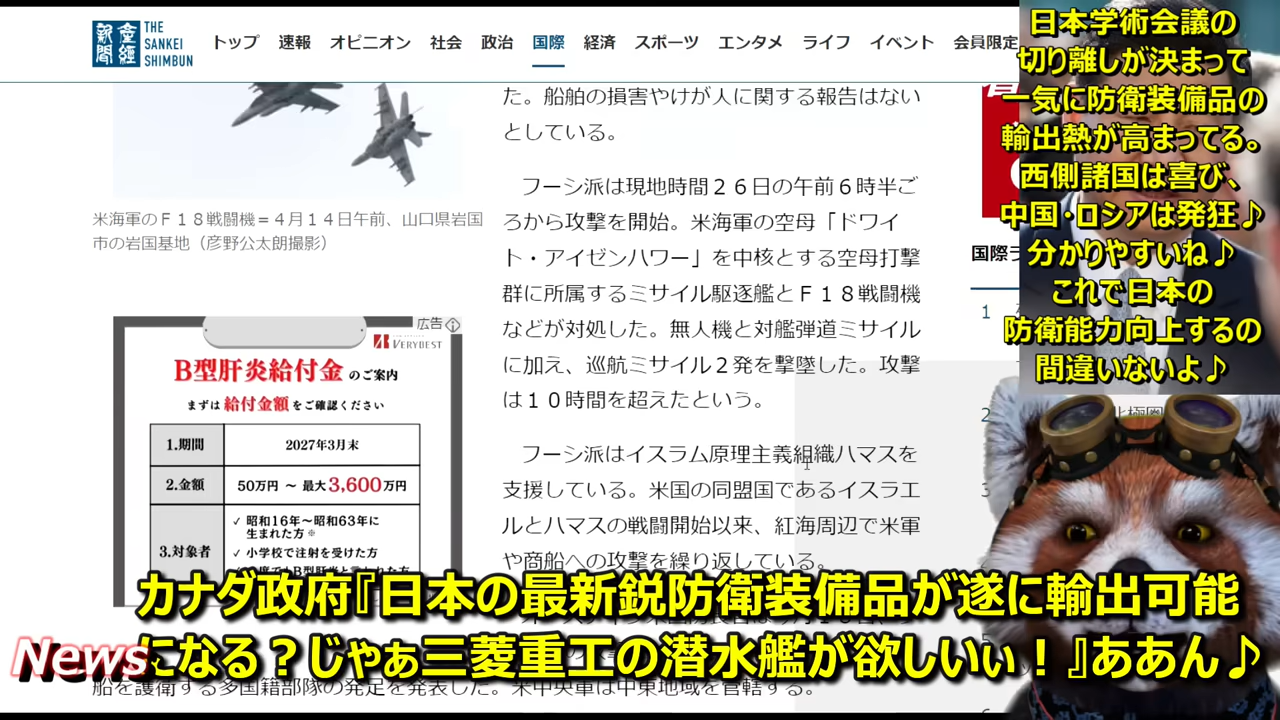 産經新聞
THE
SANKEI
SHIMBUN
トップ 速報 オピニオン 社会 政治 国際 経済 スポーツ エンタメ ライフ イベント 会員限定
た。船舶の損害やけが人に関する報告はない
としている。
フーシ派は現地時間２６日の午前６時半ご
ろから攻撃を開始。米海軍の空母「ドワイ
ト・アイゼンハワー」を中核とする空母打撃
群に所属するミサイル駆逐艦とＦ１８戦闘機
などが対処した。無人機と対艦弾道ミサイル
に加え、巡航ミサイル２発を撃墜した。攻撃
は１０時間を超えたという。
フーシ派はイスラム原理主義組織ハマスを
支援している。米国の同盟国であるイスラエ
ルとハマスの戦闘開始以来、紅海周辺で米軍
や商船への攻撃を繰り返している。
船を護衛する多国籍部隊の発足を発表した。米中央軍は中東地域を管轄する。
米海軍のＦ１８戦闘機＝４月１４日午前、山口県岩国
市の岩国基地（彦野公太朗撮影）
広告
VERYBEST
B型肝炎給付金 のご案内
まずは 給付金額 をご確認ください
1.期間 2027年3月末
2.金額 50万円 ～ 最大3,600万円
3.対象者
✓ 昭和16年～昭和63年に
生まれた方※
✓ 小学校で注射を受けた方
国際
1
2
日本学術会議の
切り離しが決まって
一気に防衛装備品の
輸出熱が高まってる。
西側諸国は喜び、
中国・ロシアは発狂♪
分かりやすいね♪
これで日本の
防衛能力向上するの
間違いないよ♪
カナダ政府『日本の最新鋭防衛装備品が遂に輸出可能
になる？じゃぁ三菱重工の潜水艦が欲しいぃ！』ああん♪
News